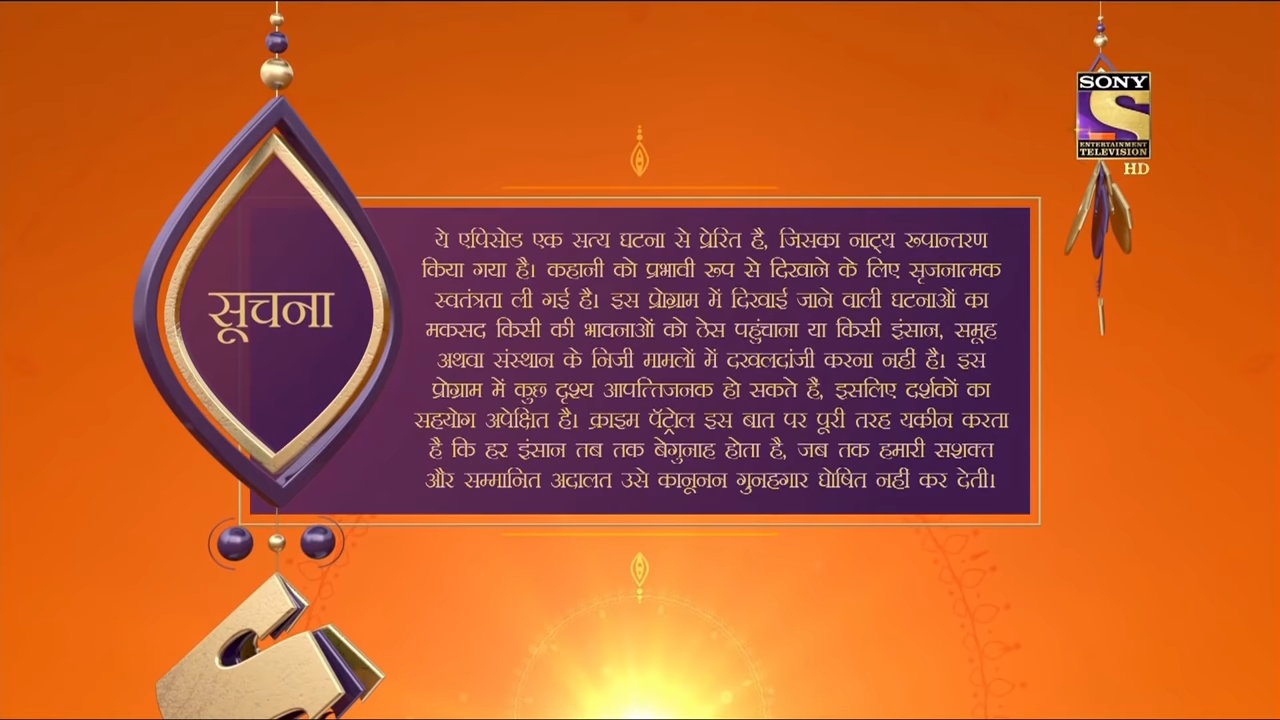 सूचना
ये एपिसोड एक सत्य घटना से प्रेरित है, जिसका नाट्य रूपान्तरण
किया गया है। कहानी को प्रभावी रूप से दिखाने के लिए सृजनात्मक
स्वतंत्रता ली गई है। इस प्रोग्राम में दिखाई जाने वाली घटनाओं का
मकसद किसी की भावनाओं को ठेस पहुंचाना या किसी इंसान, समूह
अथवा संस्थान के निजी मामलों में दखलदांजी करना नहीं है। इस
प्रोग्राम में कुछ दृश्य आपत्तिजनक हो सकते हैं, इसलिए दर्शकों का
सहयोग अपेक्षित है। क्राइम पॅट्रोल इस बात पर पूरी तरह यकीन करता
है कि हर इंसान तब तक बेगुनाह होता है, जब तक हमारी सशक्त
और सम्मानित अदालत उसे कानूनन गुनहगार घोषित नहीं कर देती।
SONY
ENTERTAINMENT
TELEVISION
HD